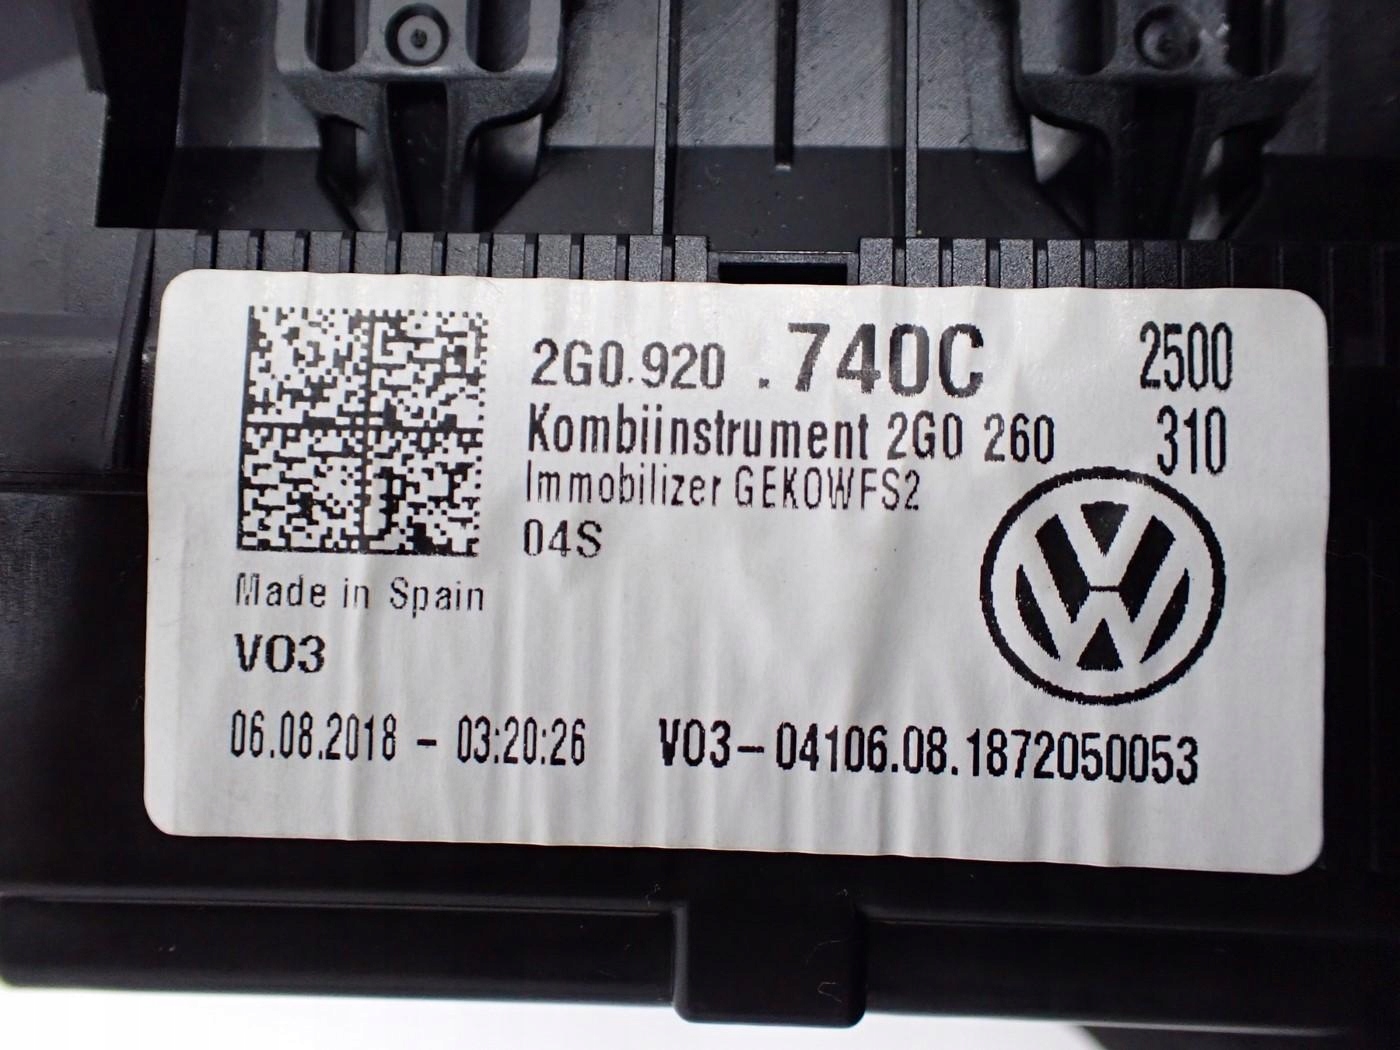 2G0.920 .740C 2500
Kombiinstrument 2G0 260 310
Immobilizer GEKOWFS2
04S
Made in Spain
V03
06.08.2018 - 03:20:26 V03-04106.08.1872050053